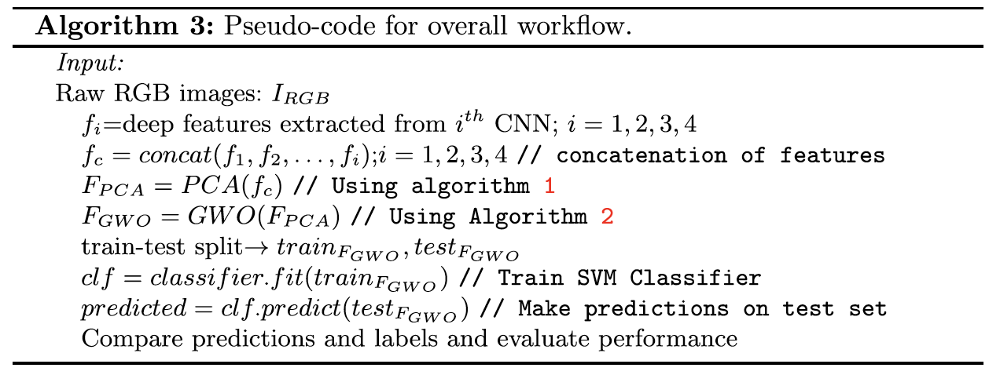 Algorithm 3: Pseudo-code for overall workflow.
Input:
Raw RGB images: I_{RGB}
f_i=deep features extracted from i^{th} CNN; i = 1, 2, 3, 4
f_c = concat(f_1, f_2, . . . , f_i);i = 1, 2, 3, 4 // concatenation of features
F_{PCA} = PCA(f_c) // Using algorithm 1
F_{GWO} = GWO(F_{PCA}) // Using Algorithm 2
train-test split→ train_{F_{GWO}}, test_{F_{GWO}}
clf = classifier.fit(train_{F_{GWO}}) // Train SVM Classifier
predicted = clf.predict(test_{F_{GWO}}) // Make predictions on test set
Compare predictions and labels and evaluate performance